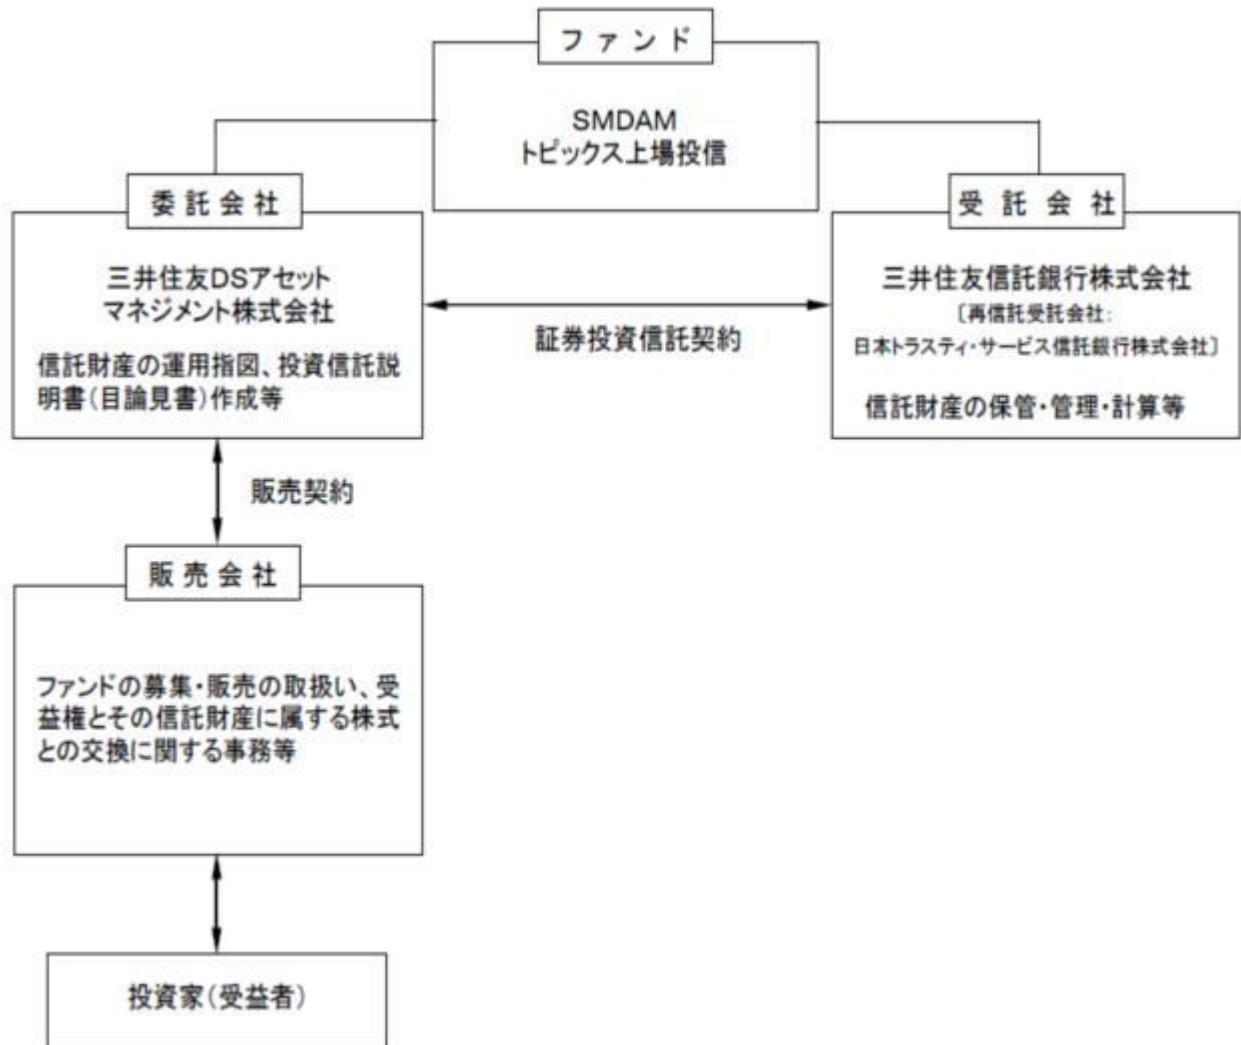 ファンド
SMDAM
トピックス上場投信
委託会社
三井住友DSアセット
マネジメント株式会社
信託財産の運用指図、投資信託説
明書(目論見書)作成等
証券投資信託契約
受託会社
三井住友信託銀行株式会社
〔再信託受託会社:
日本トラスティ・サービス信託銀行株式会社〕
信託財産の保管・管理・計算等
販売契約
販売会社
ファンドの募集・販売の取扱い、受
益権とその信託財産に属する株式
との交換に関する事務等
投資家(受益者)